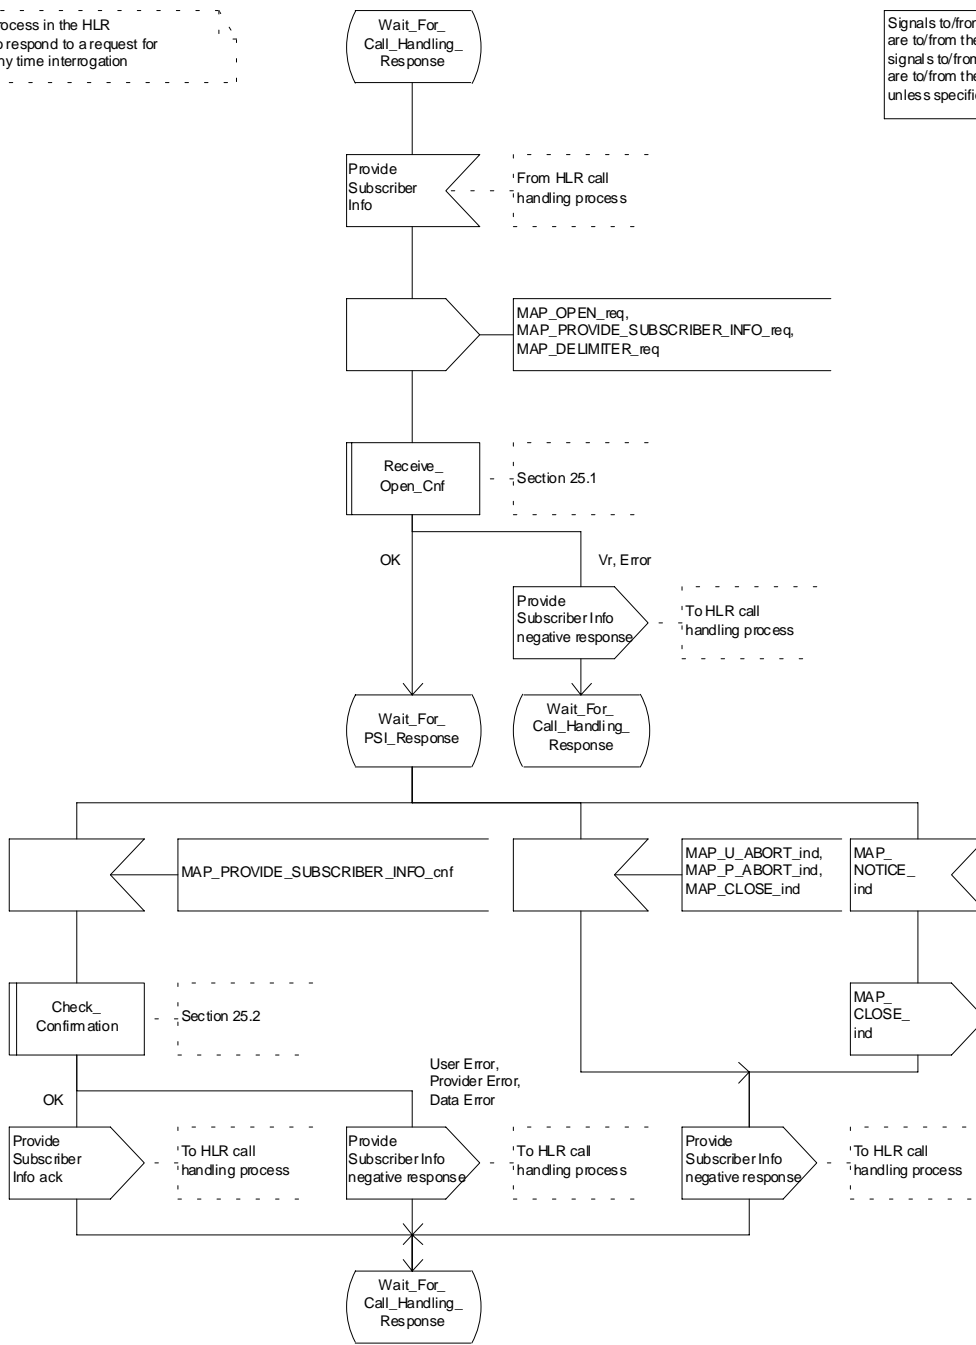 rocess in the HLR
o respond to a request for
ny time interrogation
Wait_For_
Call_Handling_
Response
Signals to/from
are to/from the
signals to/from
are to/from the
unless specifie
Provide
Subscriber
Info
From HLR call
handling process
MAP_OPEN_req,
MAP_PROVIDE_SUBSCRIBER_INFO_req,
MAP_DELIMITER_req
Receive_
Open_Cnf
Section 25.1
OK
Vr, Error
Provide
Subscriber Info
negative response
To HLR call
handling process
Wait_For_
PSI_Response
Wait_For_
Call_Handling_
Response
MAP_PROVIDE_SUBSCRIBER_INFO_cnf
MAP_U_ABORT_ind,
MAP_P_ABORT_ind,
MAP_CLOSE_ind
MAP_
NOTICE_
ind
Check_
Confirmation
Section 25.2
MAP_
CLOSE_
ind
User Error,
Provider Error,
Data Error
OK
Provide
Subscriber
Info ack
To HLR call
handling process
Provide
Subscriber Info
negative response
To HLR call
handling process
Provide
Subscriber Info
negative response
To HLR call
handling process
Wait_For_
Call_Handling_
Response